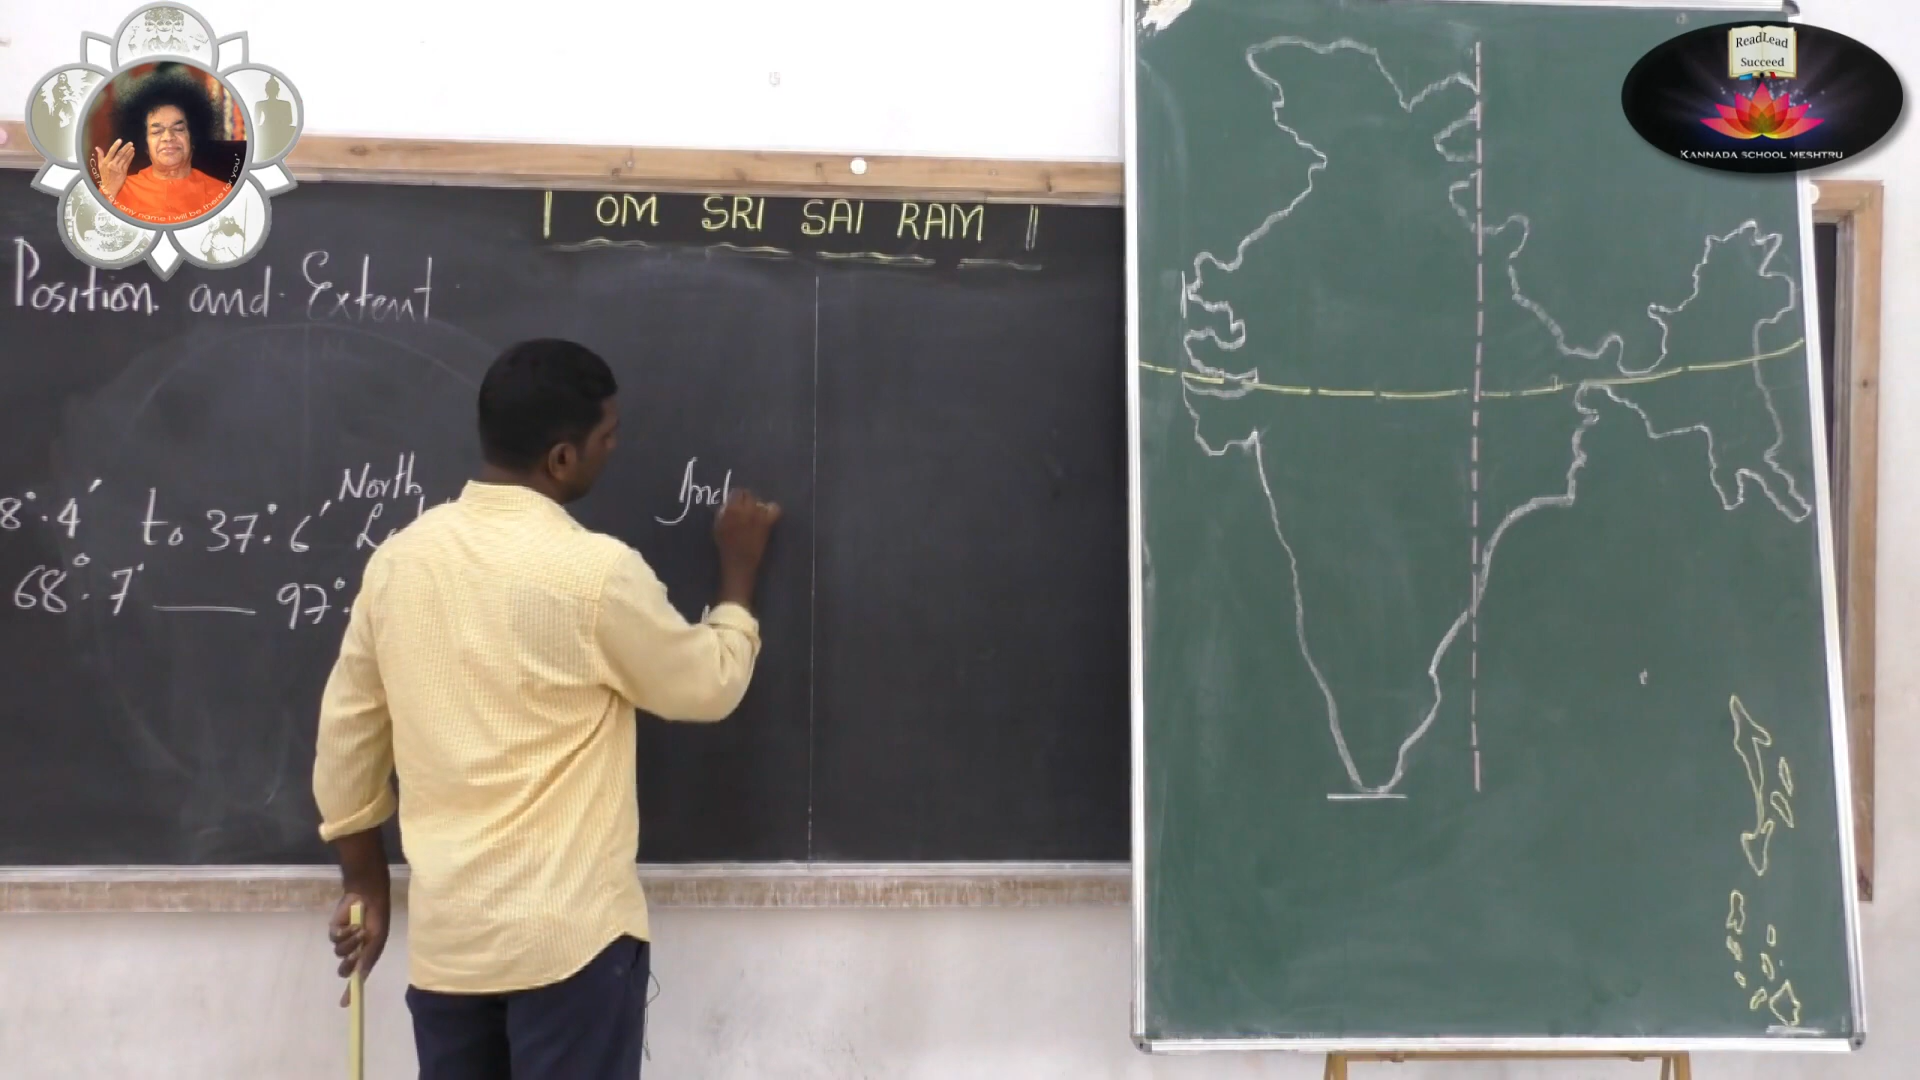 | OM SRI SAI RAM ||
Position and Extent
8°.4′ to 37°.6′ North
68°.7′ — 97°.
Ind
ReadLead
Succeed
KANNADA SCHOOL MESHTRU